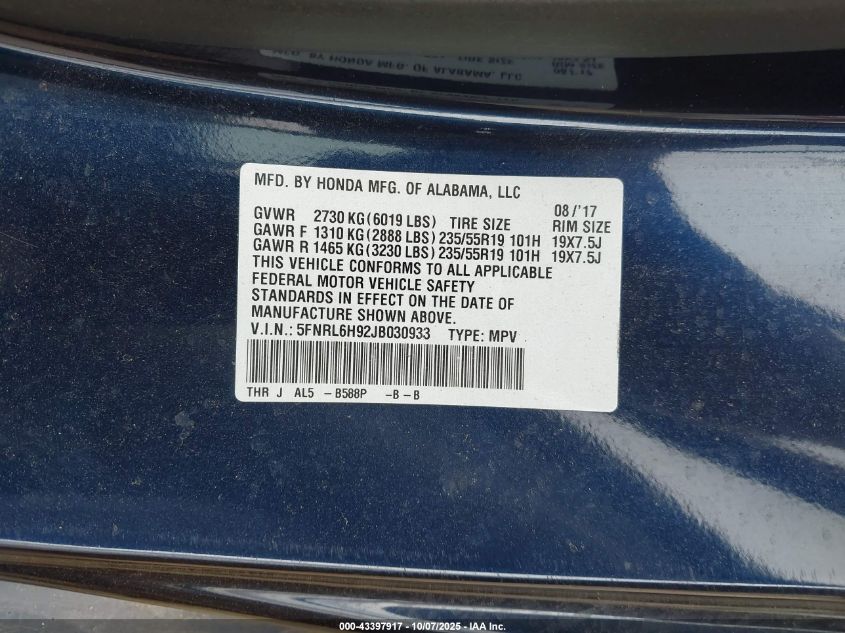 MFD. BY HONDA MFG. OF ALABAMA, LLC
08/'17
GVWR 2730 KG(6019 LBS) TIRE SIZE RIM SIZE
GAWR F 1310 KG(2888 LBS) 235/55R19 101H 19X7.5J
GAWR R 1465 KG(3230 LBS) 235/55R19 101H 19X7.5J
THIS VEHICLE CONFORMS TO ALL APPLICABLE
FEDERAL MOTOR VEHICLE SAFETY
STANDARDS IN EFFECT ON THE DATE OF
MANUFACTURE SHOWN ABOVE.
V.I.N.: 5FNRL6H92JB030933 TYPE: MPV
THR J AL5 -B588P -B-B
000-43397917 - 10/07/2025 - IAA Inc.